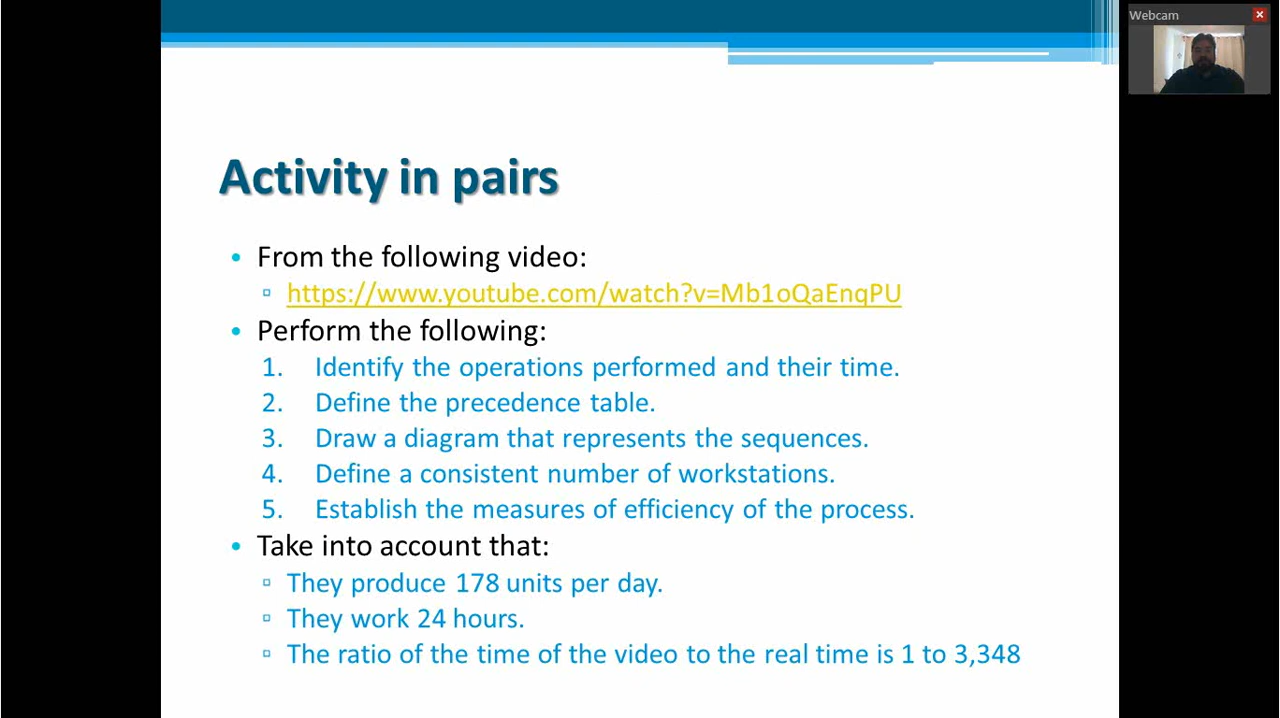 Webcam
Activity in pairs
• From the following video:
▫ https://www.youtube.com/watch?v=Mb1oQaEnqPU
• Perform the following:
1. Identify the operations performed and their time.
2. Define the precedence table.
3. Draw a diagram that represents the sequences.
4. Define a consistent number of workstations.
5. Establish the measures of efficiency of the process.
• Take into account that:
▫ They produce 178 units per day.
▫ They work 24 hours.
▫ The ratio of the time of the video to the real time is 1 to 3,348